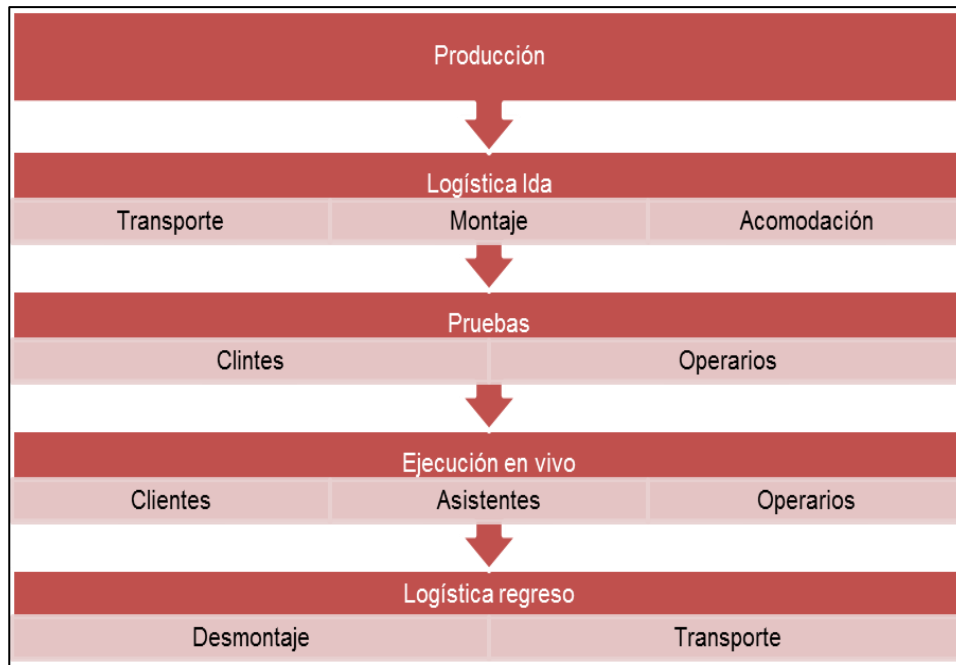 Producción
Logística Ida
Transporte Montaje Acomodación
Pruebas
Clintes Operarios
Ejecución en vivo
Clientes Asistentes Operarios
Logística regreso
Desmontaje Transporte